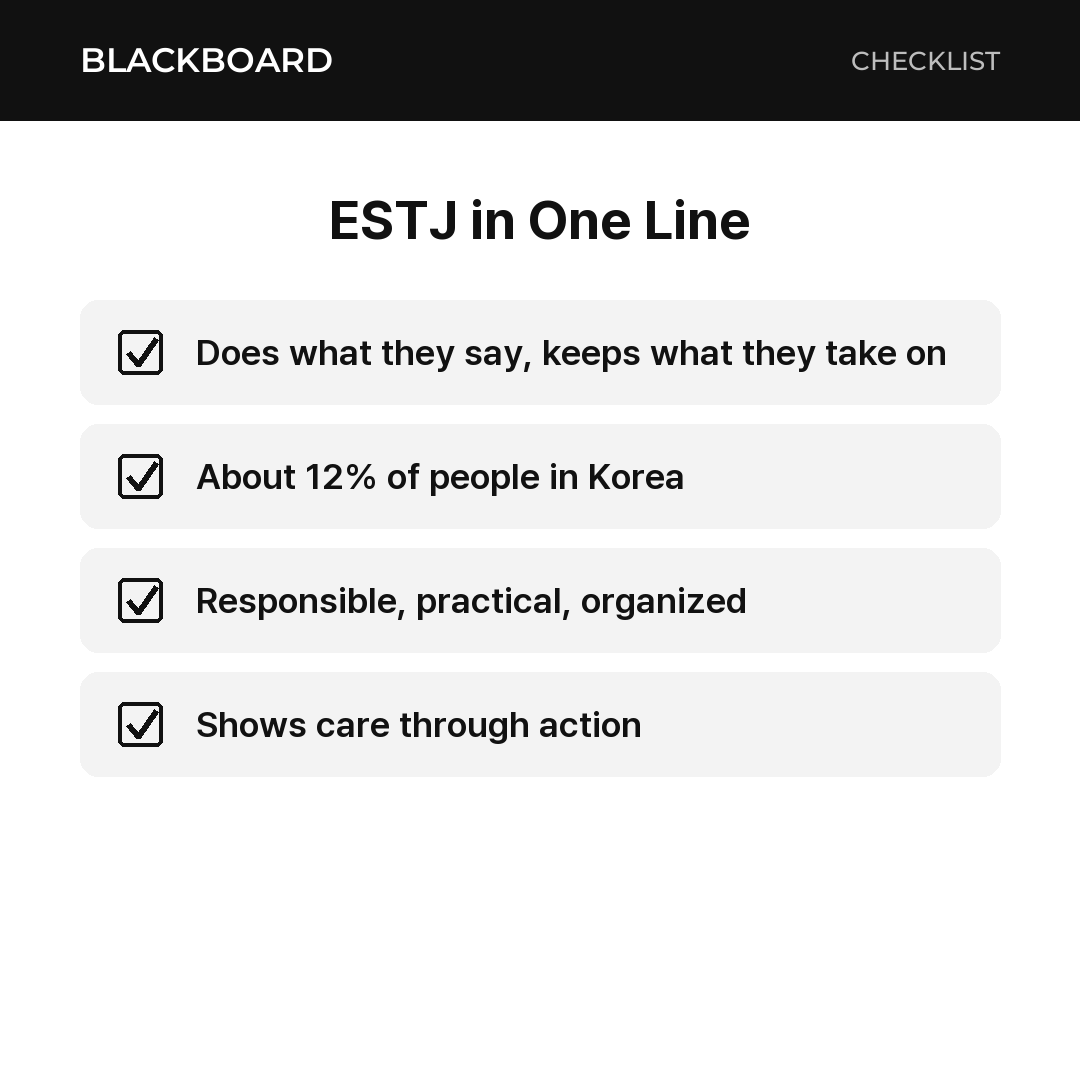 BLACKBOARD
CHECKLIST
ESTJ in One Line
Does what they say, keeps what they take on
About 12% of people in Korea
Responsible, practical, organized
Shows care through action